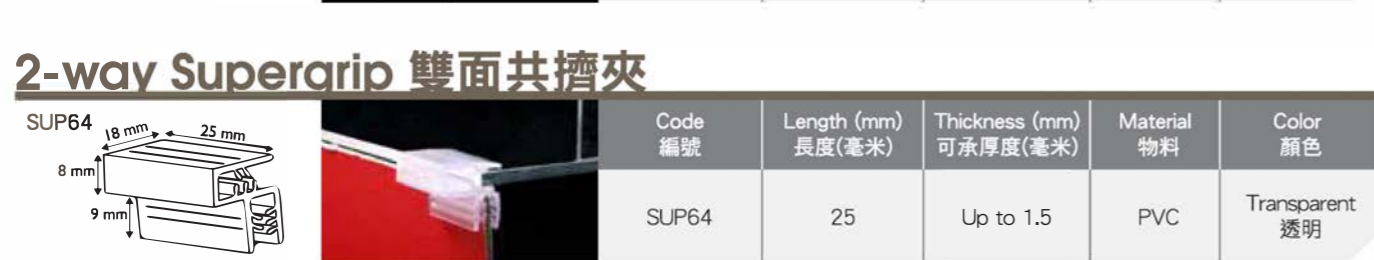 2-way Supergrip 雙面共擠夾
SUP64
18 mm
25 mm
8 mm
9 mm
Code
編號
Length (mm)
長度(毫米)
Thickness (mm)
可承厚度(毫米)
Material
物料
Color
顏色
SUP64
25
Up to 1.5
PVC
Transparent
透明